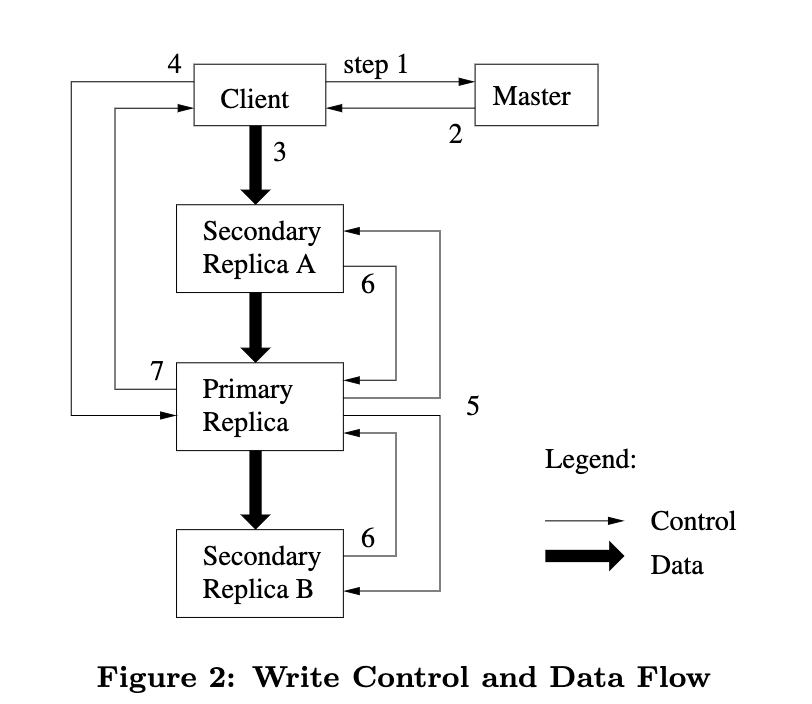 4
step 1
Client
Master
2
3
Secondary
Replica A
6
7
Primary
Replica
5
Legend:
Control
Data
6
Secondary
Replica B
Figure 2: Write Control and Data Flow